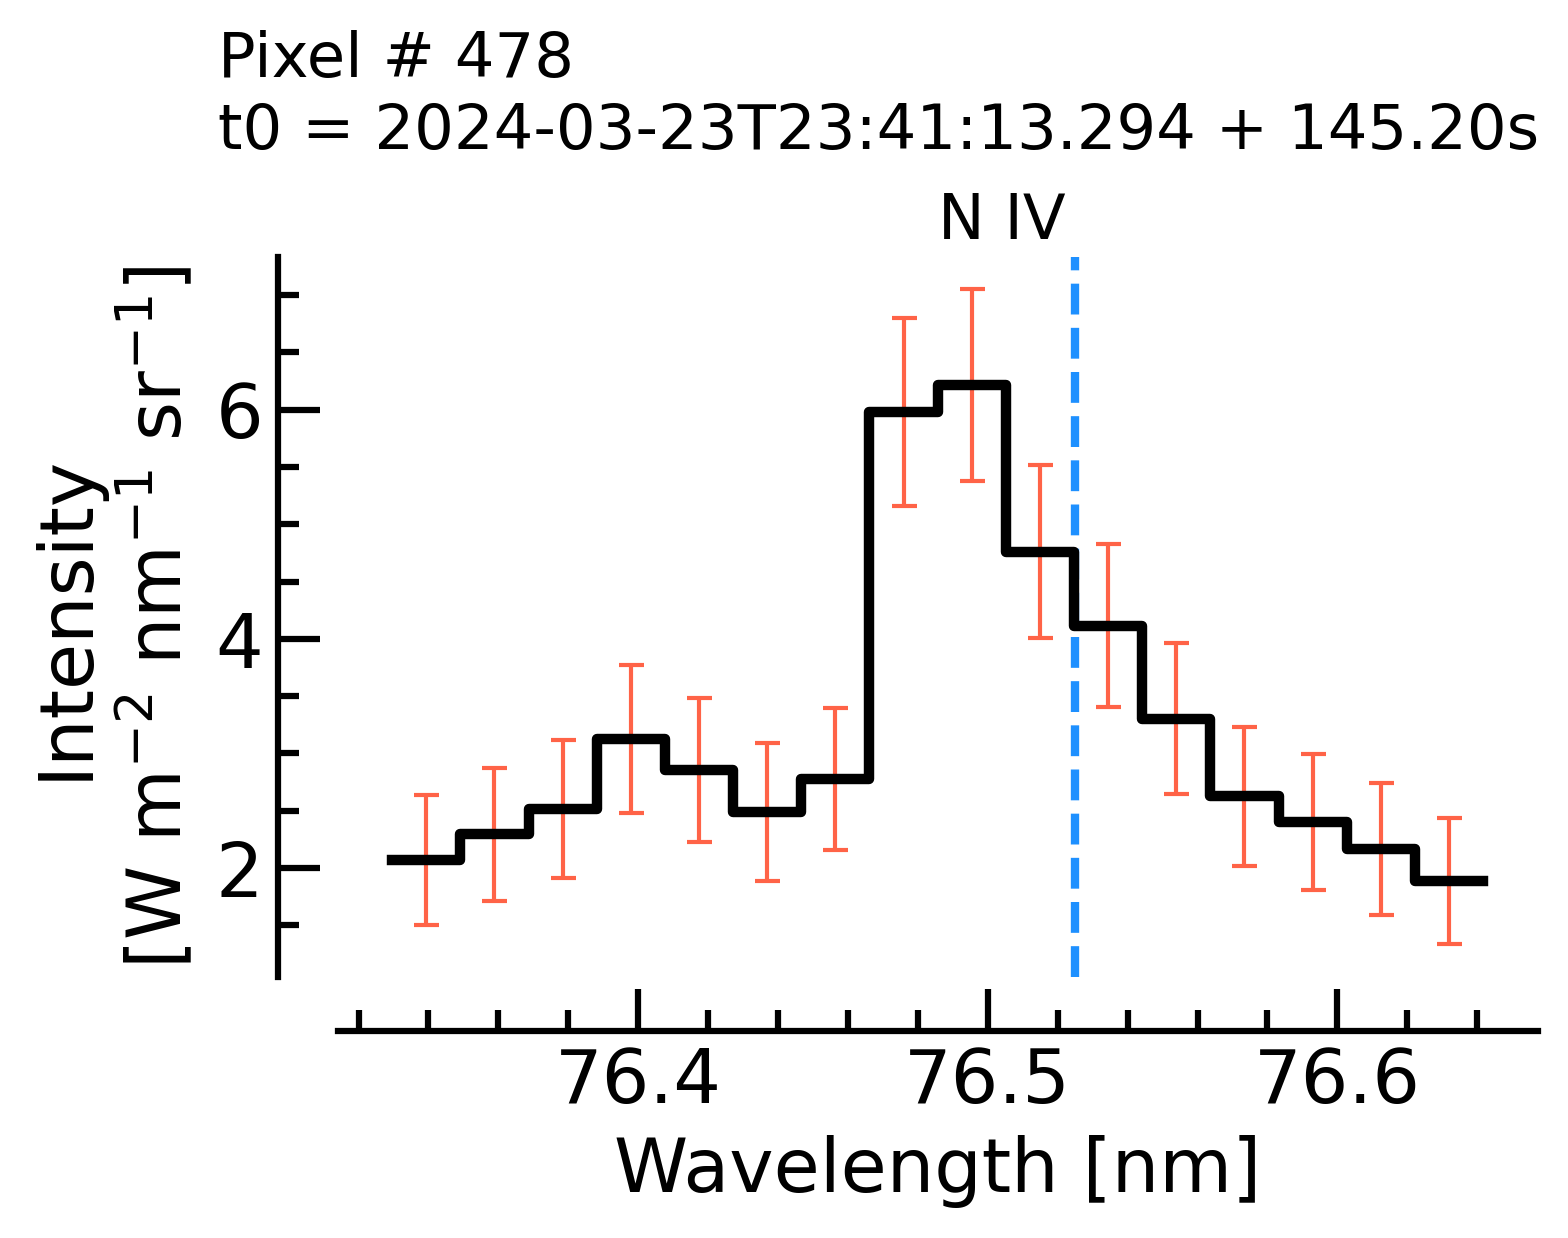 Pixel # 478
t0 = 2024-03-23T23:41:13.294 + 145.20s
N IV
Intensity
[W m⁻² nm⁻¹ sr⁻¹]
6
4
2
76.4 76.5 76.6
Wavelength [nm]